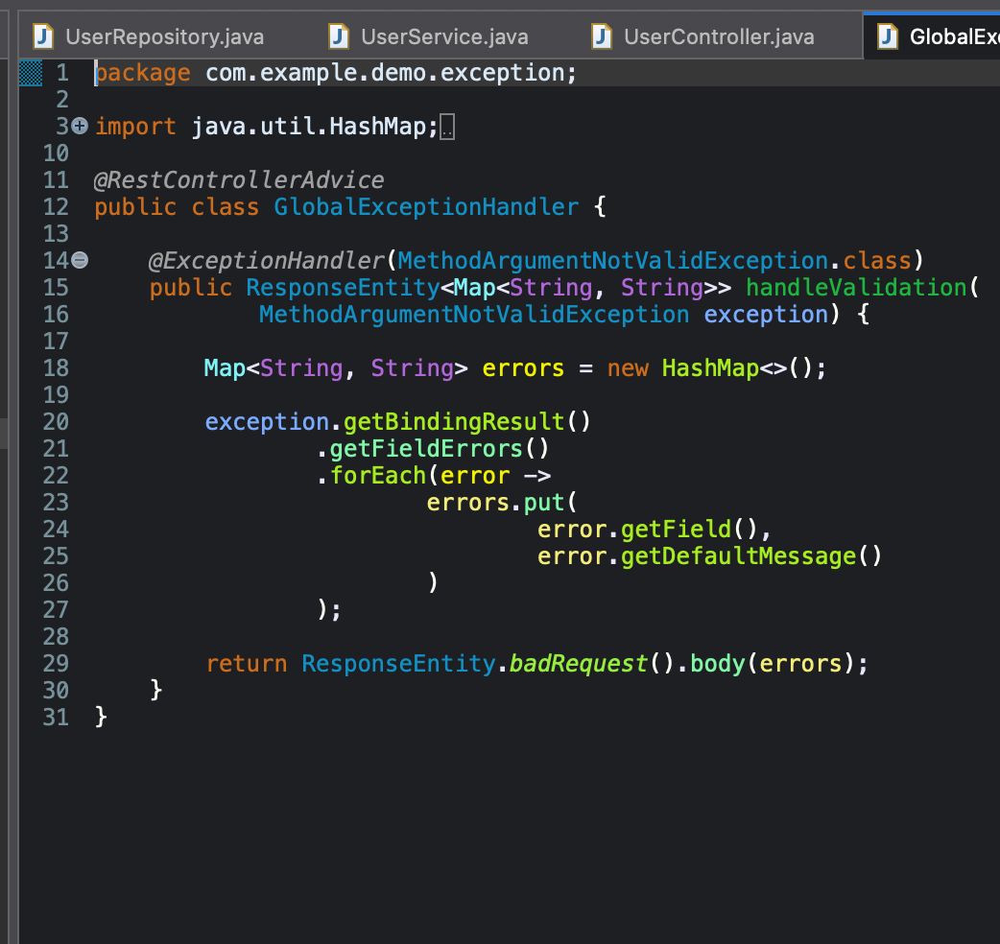 UserRepository.java UserService.java UserController.java GlobalExc
1 package com.example.demo.exception;
2
3 import java.util.HashMap;
10
11 @RestControllerAdvice
12 public class GlobalExceptionHandler {
13
14 @ExceptionHandler(MethodArgumentNotValidException.class)
15 public ResponseEntity<Map<String, String>> handleValidation(
16 MethodArgumentNotValidException exception) {
17
18 Map<String, String> errors = new HashMap<>();
19
20 exception.getBindingResult()
21 .getFieldErrors()
22 .forEach(error ->
23 errors.put(
24 error.getField(),
25 error.getDefaultMessage()
26 )
27 );
28
29 return ResponseEntity.badRequest().body(errors);
30 }
31 }